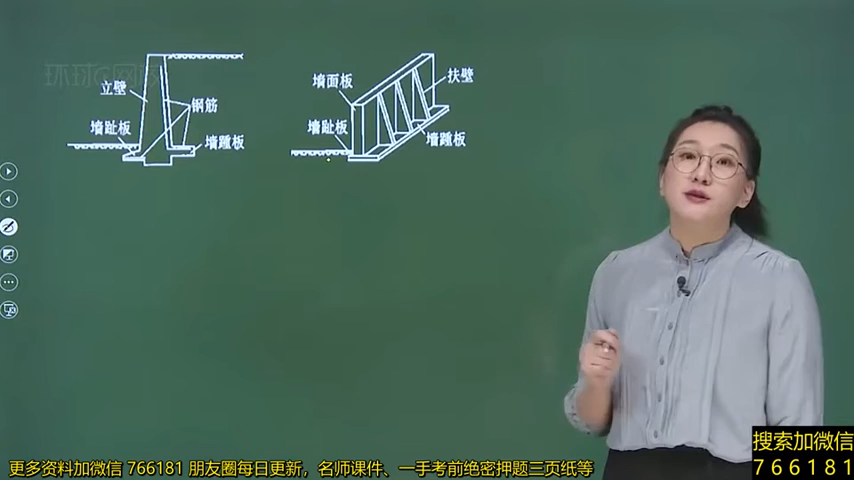 环球网校
立壁
钢筋
墙趾板
墙踵板
墙面板
扶壁
墙趾板
墙踵板
搜索加微信
766181
更多资料加微信 766181 朋友圈每日更新，名师课件、一手考前绝密押题三页纸等